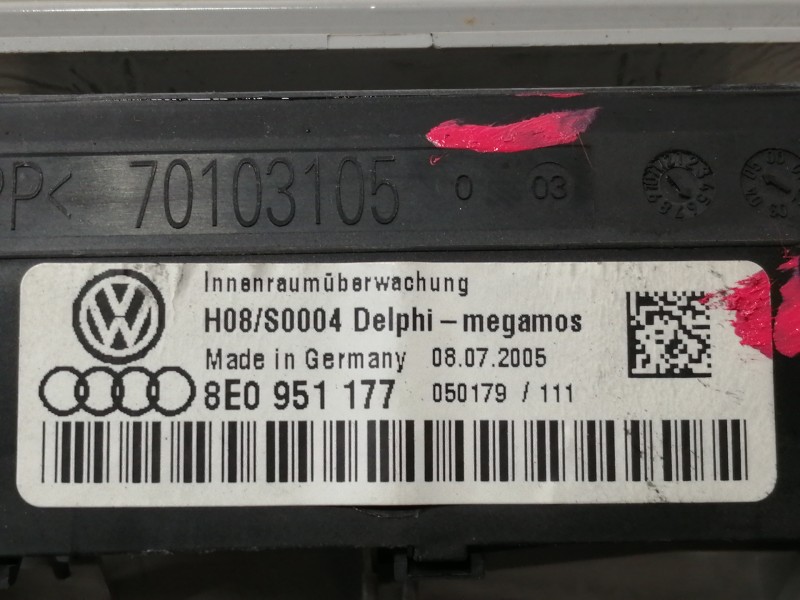 PP< 70103105 0 03
Innenraumüberwachung
H08/S0004 Delphi-megamos
Made in Germany 08.07.2005
8E0 951 177 050179 / 111